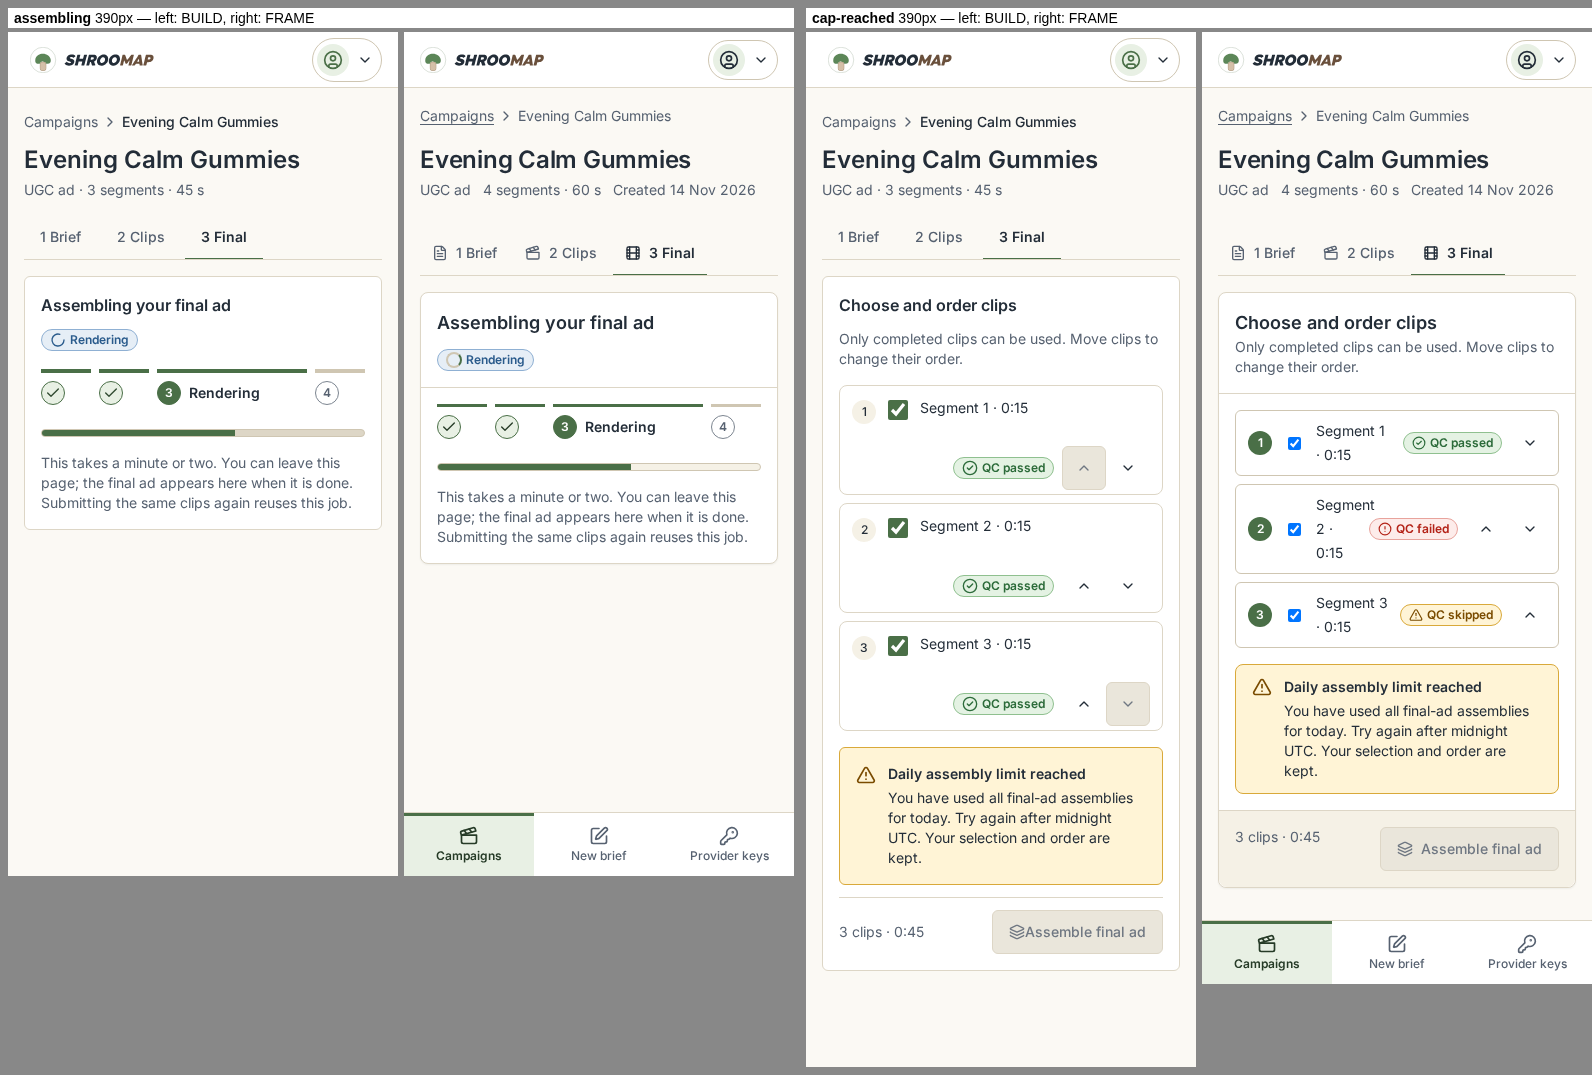 assembling 390px — left: BUILD, right: FRAME
SHROOMAP
Campaigns > Evening Calm Gummies
Evening Calm Gummies
UGC ad · 3 segments · 45 s
1 Brief 2 Clips 3 Final
Assembling your final ad
Rendering
3 Rendering 4
This takes a minute or two. You can leave this
page; the final ad appears here when it is done.
Submitting the same clips again reuses this job.
SHROOMAP
Campaigns > Evening Calm Gummies
Evening Calm Gummies
UGC ad 4 segments · 60 s Created 14 Nov 2026
1 Brief 2 Clips 3 Final
Assembling your final ad
Rendering
3 Rendering 4
This takes a minute or two. You can leave this
page; the final ad appears here when it is done.
Submitting the same clips again reuses this job.
Campaigns New brief Provider keys
cap-reached 390px — left: BUILD, right: FRAME
SHROOMAP
Campaigns > Evening Calm Gummies
Evening Calm Gummies
UGC ad · 3 segments · 45 s
1 Brief 2 Clips 3 Final
Choose and order clips
Only completed clips can be used. Move clips to
change their order.
1 Segment 1 · 0:15
QC passed
2 Segment 2 · 0:15
QC passed
3 Segment 3 · 0:15
QC passed
Daily assembly limit reached
You have used all final-ad assemblies
for today. Try again after midnight
UTC. Your selection and order are
kept.
3 clips · 0:45 Assemble final ad
SHROOMAP
Campaigns > Evening Calm Gummies
Evening Calm Gummies
UGC ad 4 segments · 60 s Created 14 Nov 2026
1 Brief 2 Clips 3 Final
Choose and order clips
Only completed clips can be used. Move clips to
change their order.
1 Segment 1
· 0:15
QC passed
2 Segment
2 ·
0:15
QC failed
3 Segment 3
· 0:15
QC skipped
Daily assembly limit reached
You have used all final-ad assemblies
for today. Try again after midnight
UTC. Your selection and order are
kept.
3 clips · 0:45 Assemble final ad
Campaigns New brief Provider keys